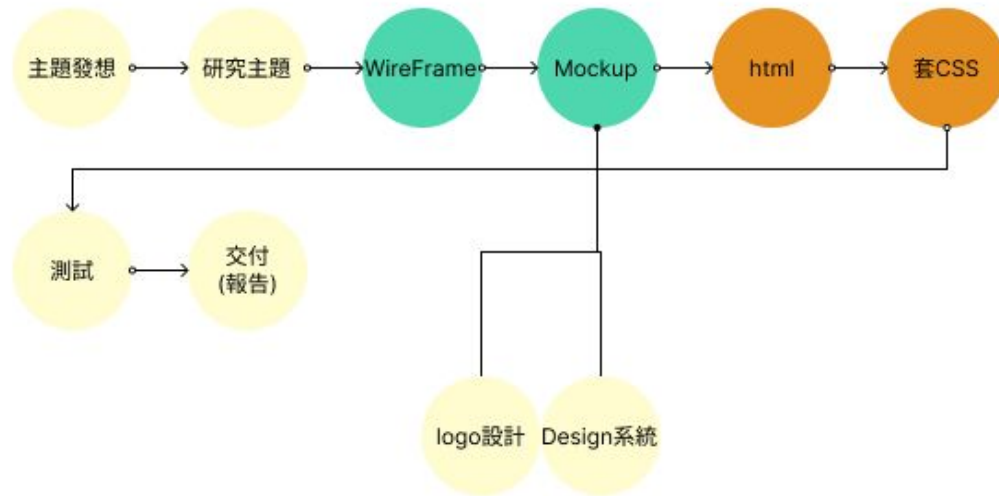 主題發想
研究主題
WireFrame
Mockup
html
套CSS
測試
交付
(報告)
logo設計
Design系統